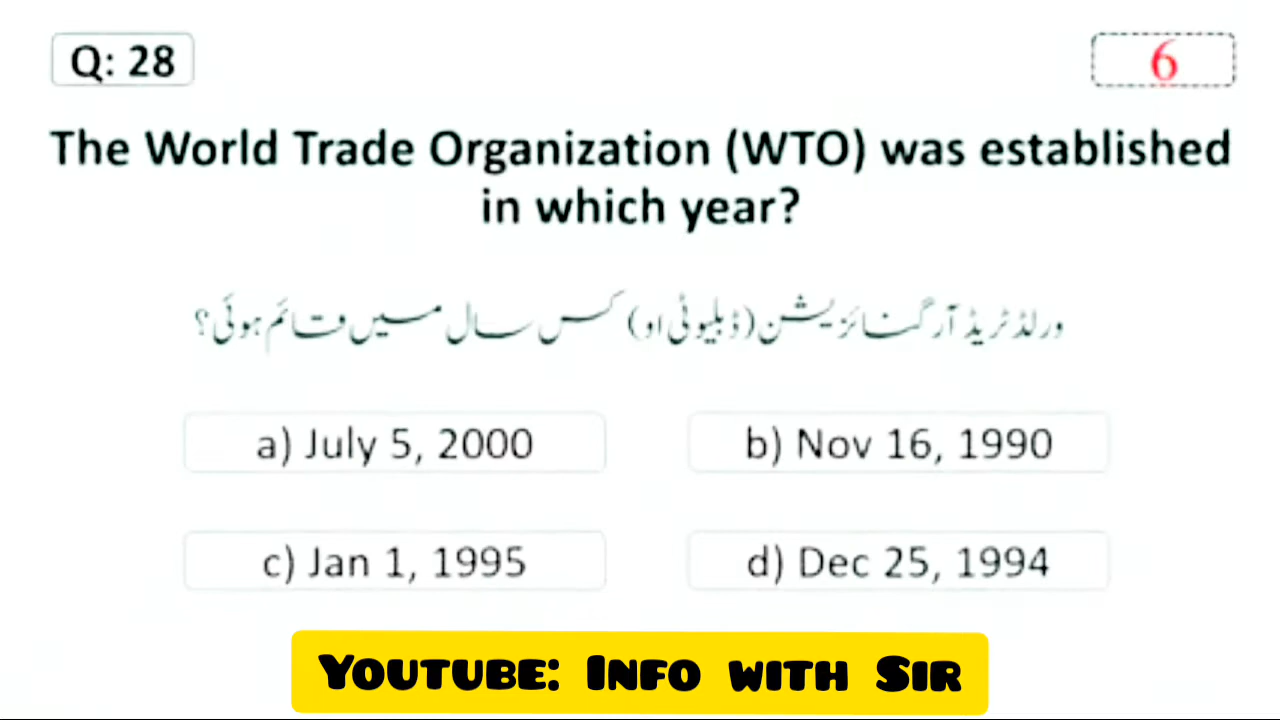 Q: 28
6
The World Trade Organization (WTO) was established
in which year?
ورلڈ ٹریڈ آرگنائزیشن (ڈبلیو ٹی او) کس سال میں قائم ہوئی؟
a) July 5, 2000
b) Nov 16, 1990
c) Jan 1, 1995
d) Dec 25, 1994
YOUTUBE: INFO WITH SIR